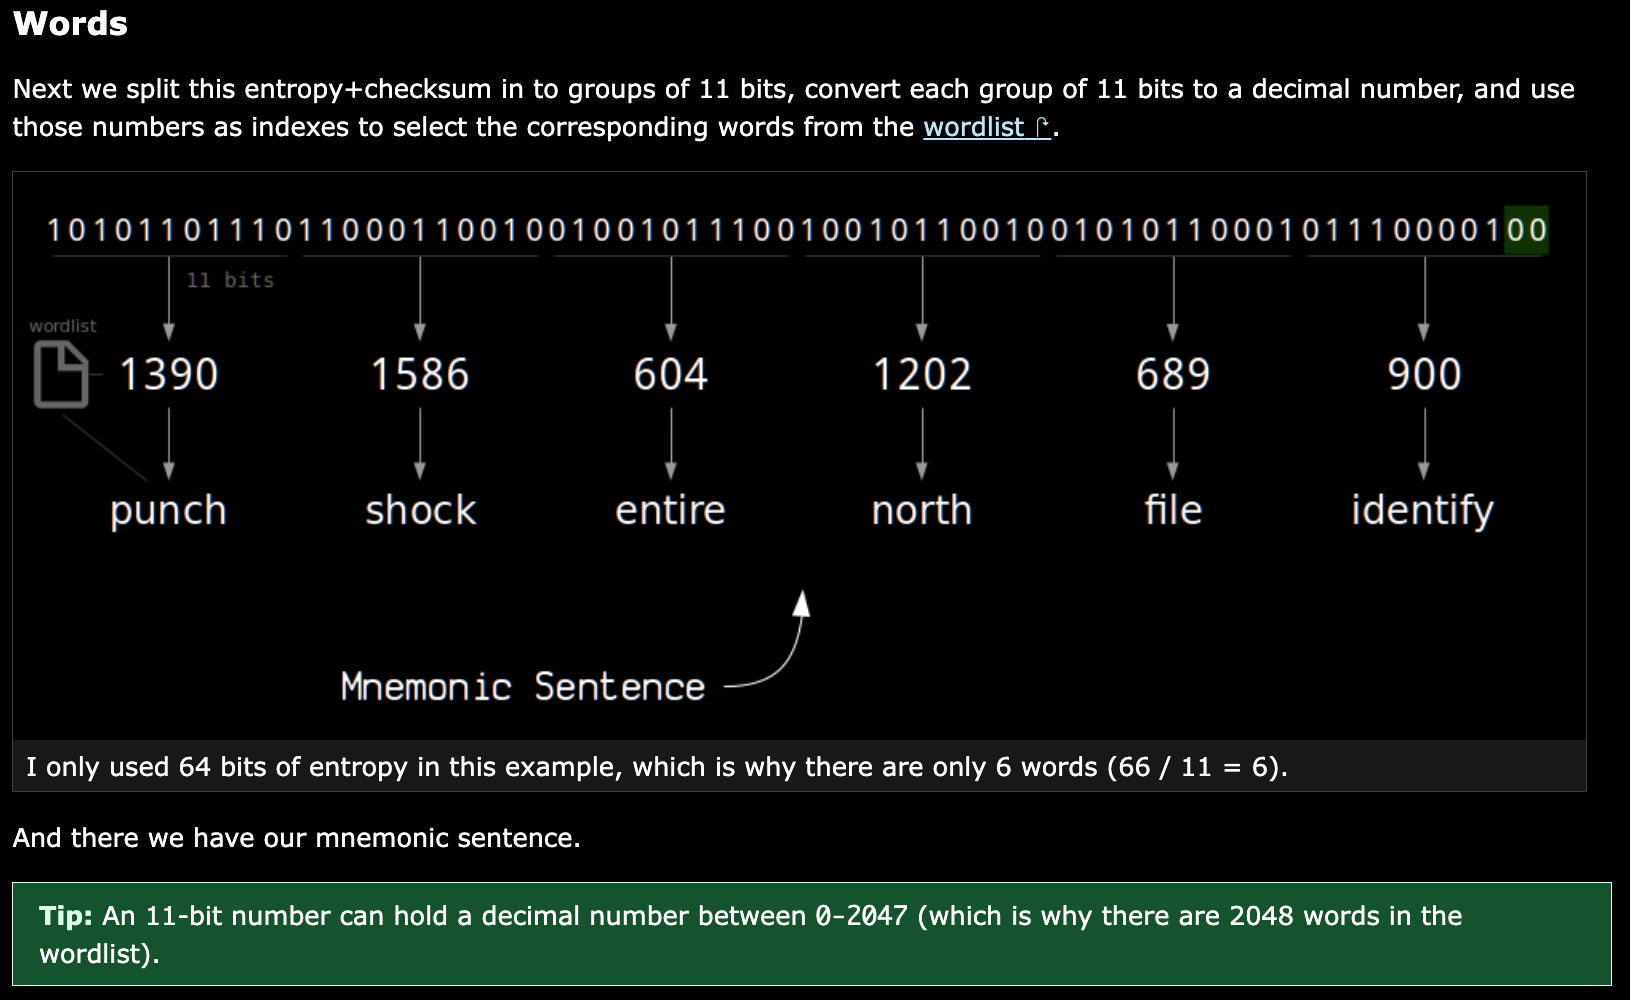 Words
Next we split this entropy+checksum in to groups of 11 bits, convert each group of 11 bits to a decimal number, and use
those numbers as indexes to select the corresponding words from the wordlist ↱.
101011011101100011001001001011100100101100100101011000101110000100
11 bits
wordlist
1390 1586 604 1202 689 900
punch shock entire north file identify
Mnemonic Sentence
I only used 64 bits of entropy in this example, which is why there are only 6 words (66 / 11 = 6).
And there we have our mnemonic sentence.
Tip: An 11-bit number can hold a decimal number between 0-2047 (which is why there are 2048 words in the
wordlist).